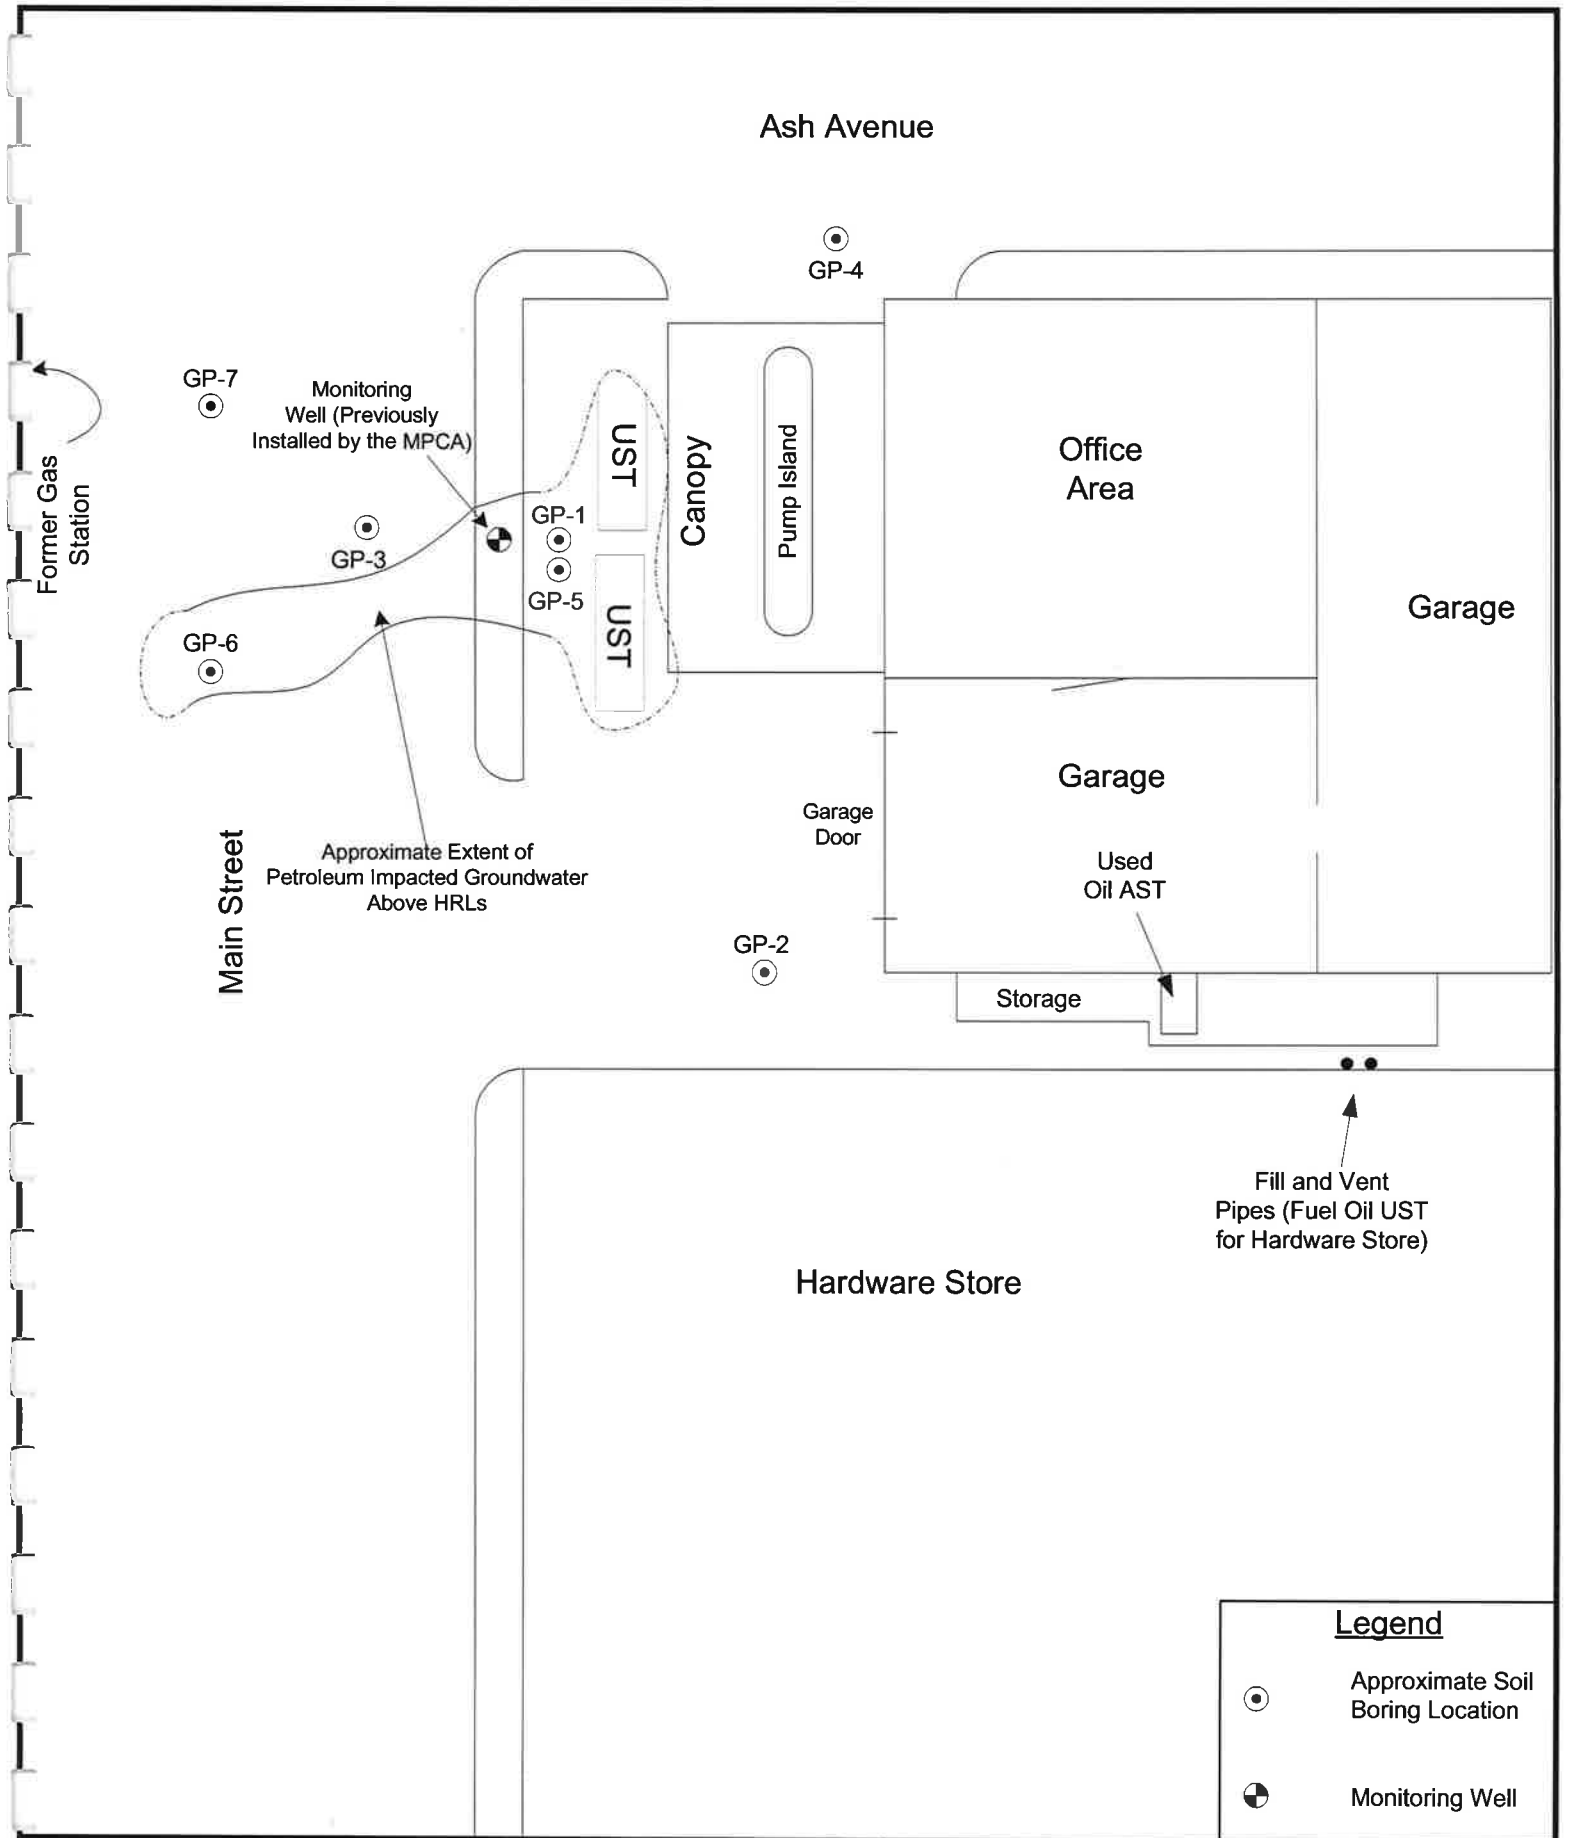 Ash Avenue
GP-4
GP-7
Monitoring
Well (Previously
Installed by the MPCA)
UST
Canopy
Pump Island
Office
Area
Former Gas
Station
GP-3
GP-1
GP-5
UST
Garage
GP-6
Garage
Garage
Door
Main Street
Approximate Extent of
Petroleum Impacted Groundwater
Above HRLs
Used
Oil AST
GP-2
Storage
Fill and Vent
Pipes (Fuel Oil UST
for Hardware Store)
Hardware Store
Legend
Approximate Soil
Boring Location
Monitoring Well